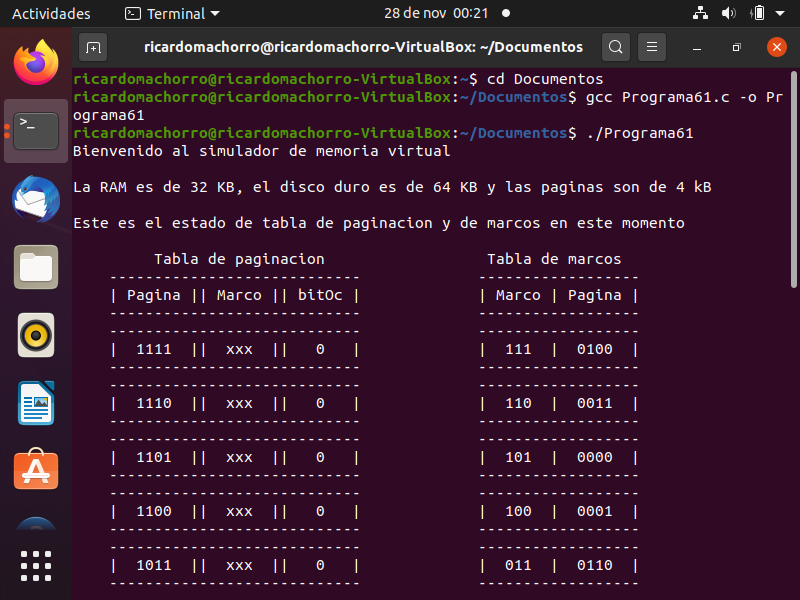 Actividades Terminal 28 de nov 00:21
ricardomachorro@ricardomachorro-VirtualBox: ~/Documentos
ricardomachorro@ricardomachorro-VirtualBox:~$ cd Documentos
ricardomachorro@ricardomachorro-VirtualBox:~/Documentos$ gcc Programa61.c -o Pr
ograma61
ricardomachorro@ricardomachorro-VirtualBox:~/Documentos$ ./Programa61
Bienvenido al simulador de memoria virtual
La RAM es de 32 KB, el disco duro es de 64 KB y las paginas son de 4 kB
Este es el estado de tabla de paginacion y de marcos en este momento
Tabla de paginacion Tabla de marcos
---------------------------- ------------------
| Pagina || Marco || bitOc | | Marco | Pagina |
---------------------------- ------------------
---------------------------- ------------------
| 1111 || xxx || 0 | | 111 | 0100 |
---------------------------- ------------------
---------------------------- ------------------
| 1110 || xxx || 0 | | 110 | 0011 |
---------------------------- ------------------
---------------------------- ------------------
| 1101 || xxx || 0 | | 101 | 0000 |
---------------------------- ------------------
---------------------------- ------------------
| 1100 || xxx || 0 | | 100 | 0001 |
---------------------------- ------------------
---------------------------- ------------------
| 1011 || xxx || 0 | | 011 | 0110 |
---------------------------- ------------------